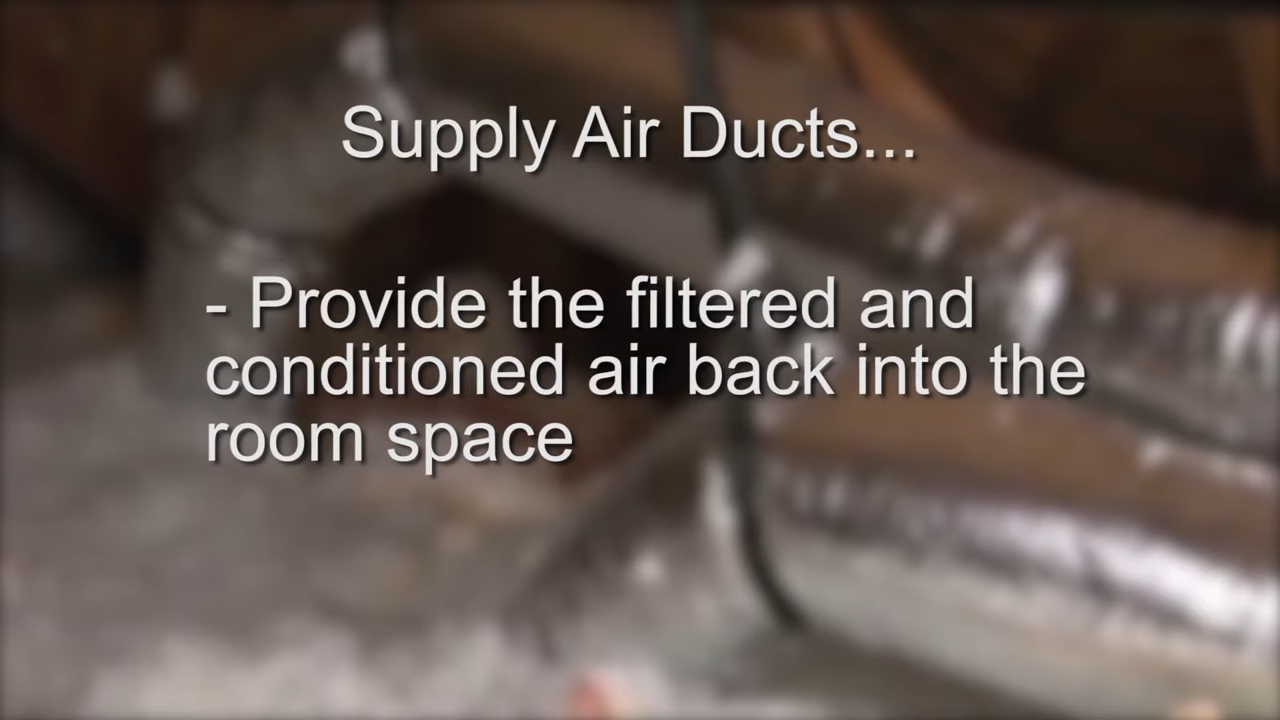 Supply Air Ducts...
- Provide the filtered and
conditioned air back into the
room space